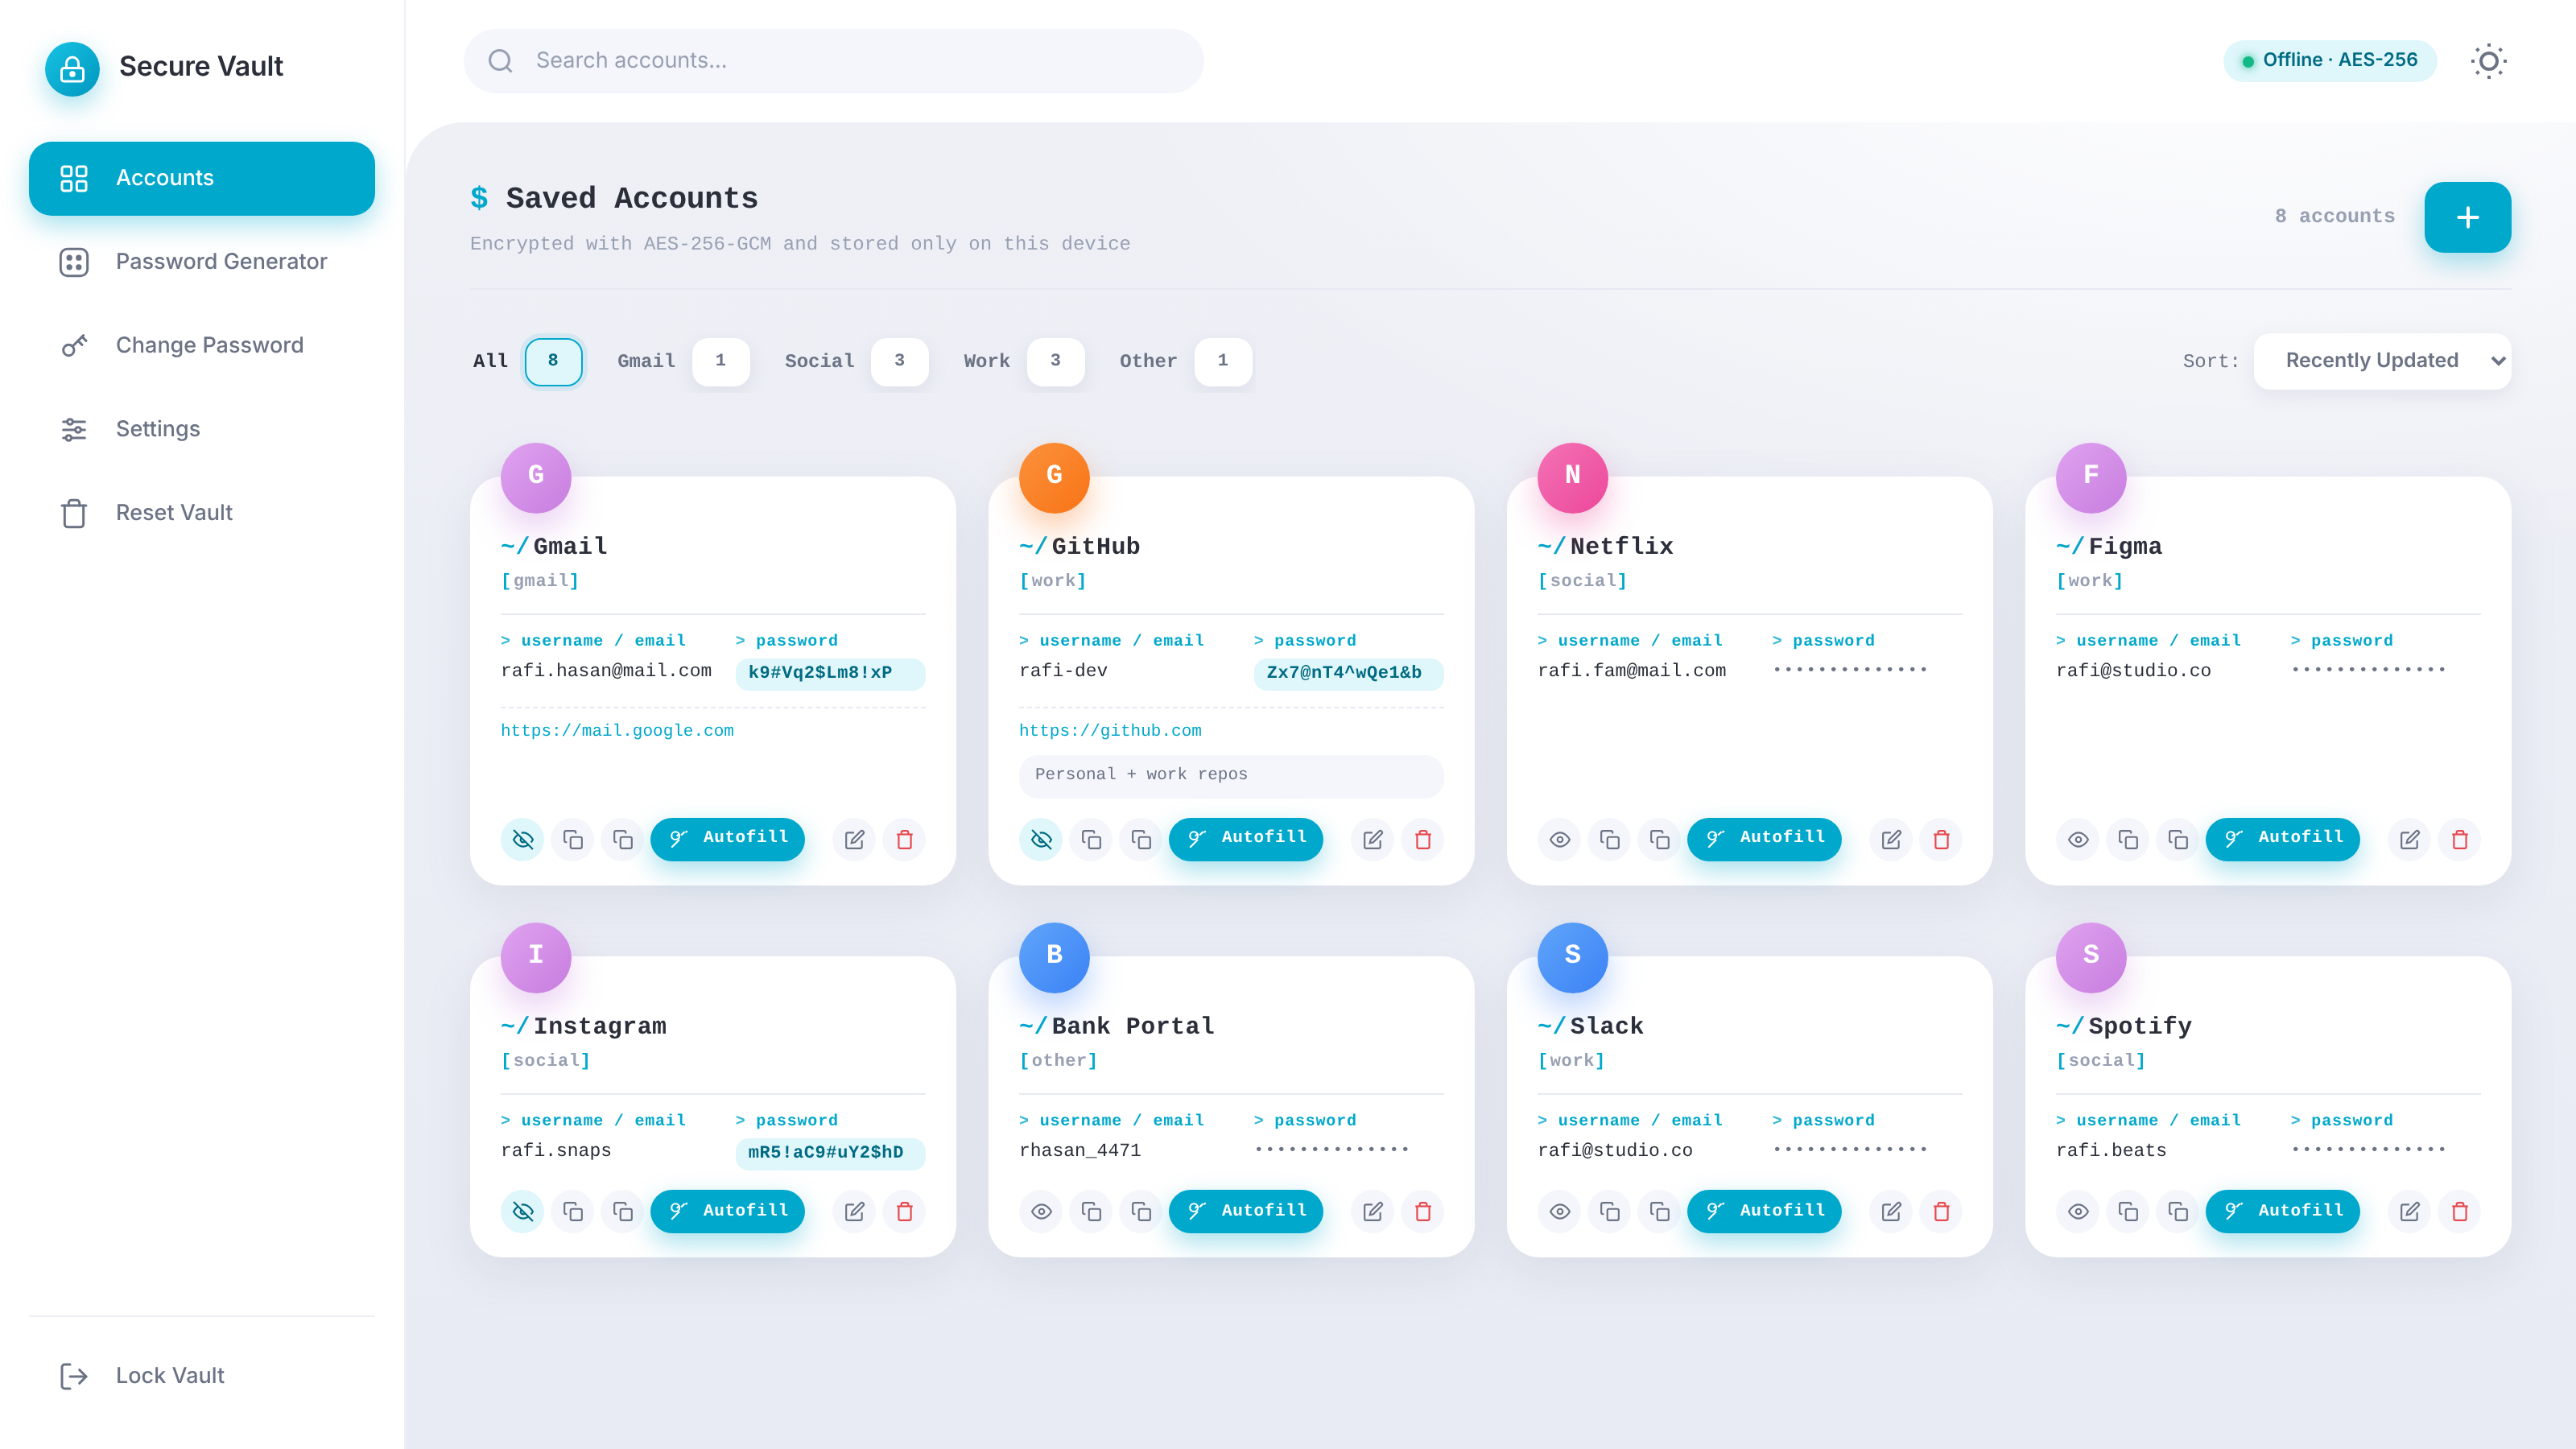 Secure Vault
Search accounts...
Offline · AES-256
Accounts
Password Generator
Change Password
Settings
Reset Vault
Lock Vault
$ Saved Accounts
Encrypted with AES-256-GCM and stored only on this device
8 accounts
+
All 8 Gmail 1 Social 3 Work 3 Other 1
Sort: Recently Updated
G
~/Gmail
[gmail]
> username / email > password
rafi.hasan@mail.com k9#Vq2$Lm8!xP
https://mail.google.com
Autofill
G
~/GitHub
[work]
> username / email > password
rafi-dev Zx7@nT4^wQe1&b
https://github.com
Personal + work repos
Autofill
N
~/Netflix
[social]
> username / email > password
rafi.fam@mail.com ••••••••••••••
Autofill
F
~/Figma
[work]
> username / email > password
rafi@studio.co ••••••••••••••
Autofill
I
~/Instagram
[social]
> username / email > password
rafi.snaps mR5!aC9#uY2$hD
Autofill
B
~/Bank Portal
[other]
> username / email > password
rhasan_4471 ••••••••••••••
Autofill
S
~/Slack
[work]
> username / email > password
rafi@studio.co ••••••••••••••
Autofill
S
~/Spotify
[social]
> username / email > password
rafi.beats ••••••••••••••
Autofill